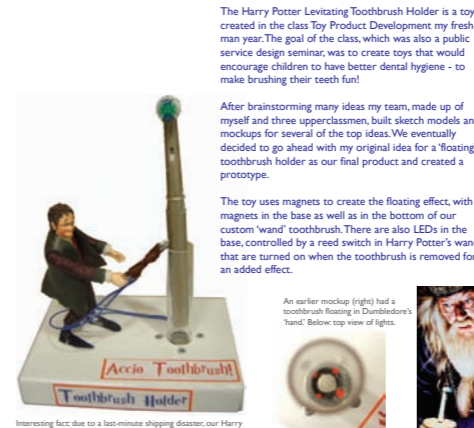 The Harry Potter Levitating Toothbrush Holder is a toy
created in the class Toy Product Development my fresh-
man year. The goal of the class, which was also a public
service design seminar, was to create toys that would
encourage children to have better dental hygiene - to
make brushing their teeth fun!
After brainstorming many ideas my team, made up of
myself and three upperclassmen, built sketch models an
mockups for several of the top ideas. We eventually
decided to go ahead with my original idea for a 'floating
toothbrush holder as our final product and created a
prototype.
The toy uses magnets to create the floating effect, with
magnets in the base as well as in the bottom of our
custom 'wand' toothbrush. There are also LEDs in the
base, controlled by a reed switch in Harry Potter's wan
that are turned on when the toothbrush is removed for
an added effect.
An earlier mockup (right) had a
toothbrush floating in Dumbledore's
'hand.' Below: top view of lights.
Accio Toothbrush!
Toothbrush Holder
Interesting fact: due to a last-minute shipping disaster, our Harry